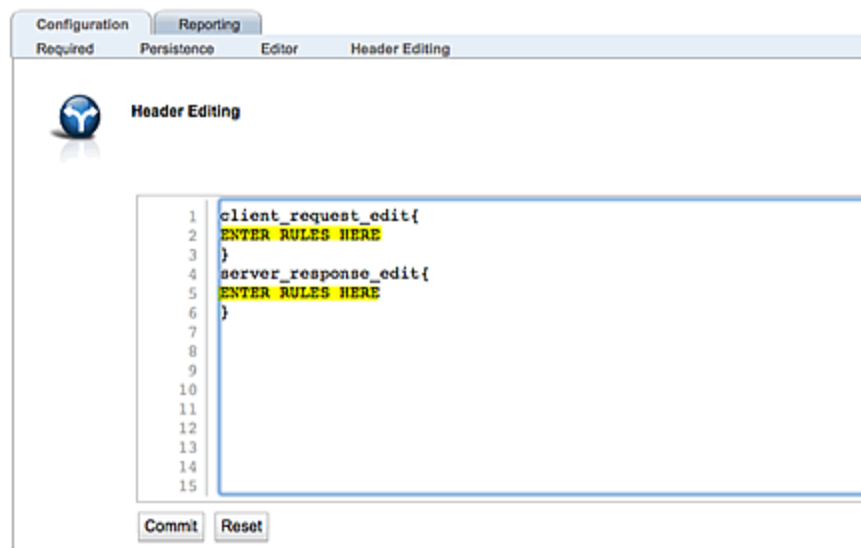 Configuration Reporting
Required Persistence Editor Header Editing
Header Editing
1 client_request_edit{
2 ENTER RULES HERE
3 }
4 server_response_edit{
5 ENTER RULES HERE
6 }
7
8
9
10
11
12
13
14
15
Commit Reset